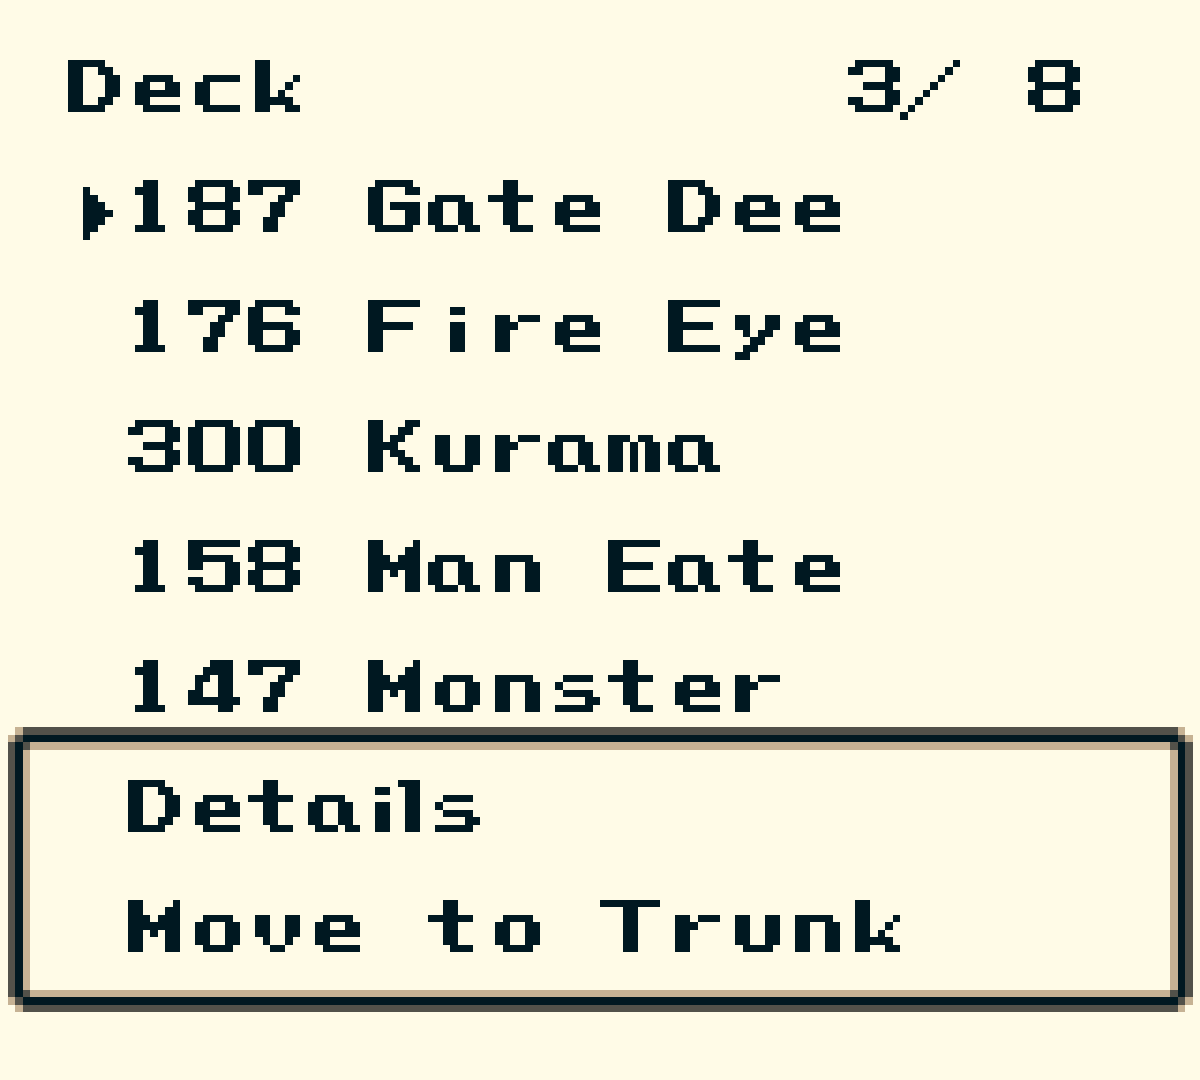 Deck 3/ 8
187 Gate Dee
176 Fire Eye
300 Kurama
158 Man Eate
147 Monster
Details
Move to Trunk